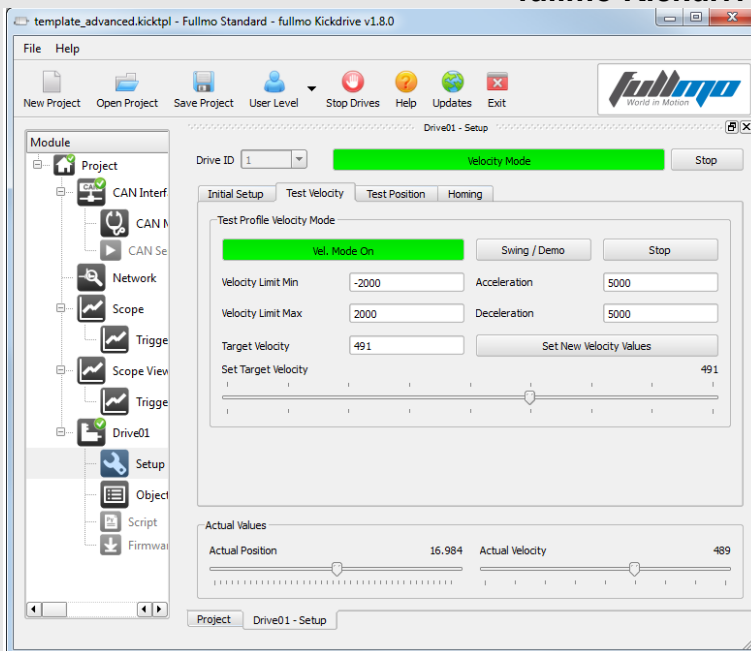 template_advanced.kicktpl - Fullmo Standard - fullmo Kickdrive v1.8.0
File Help
New Project Open Project Save Project User Level Stop Drives Help Updates Exit
fullmo
World in Motion
Drive01 - Setup
Module
Project
CAN Interf
CAN N
CAN Se
Network
Scope
Trigge
Scope View
Trigge
Drive01
Setup
Object
Script
Firmwar
Drive ID 1 Velocity Mode Stop
Initial Setup Test Velocity Test Position Homing
Test Profile Velocity Mode
Vel. Mode On Swing / Demo Stop
Velocity Limit Min -2000 Acceleration 5000
Velocity Limit Max 2000 Deceleration 5000
Target Velocity 491 Set New Velocity Values
Set Target Velocity 491
Actual Values
Actual Position 16.984 Actual Velocity 489
Project Drive01 - Setup